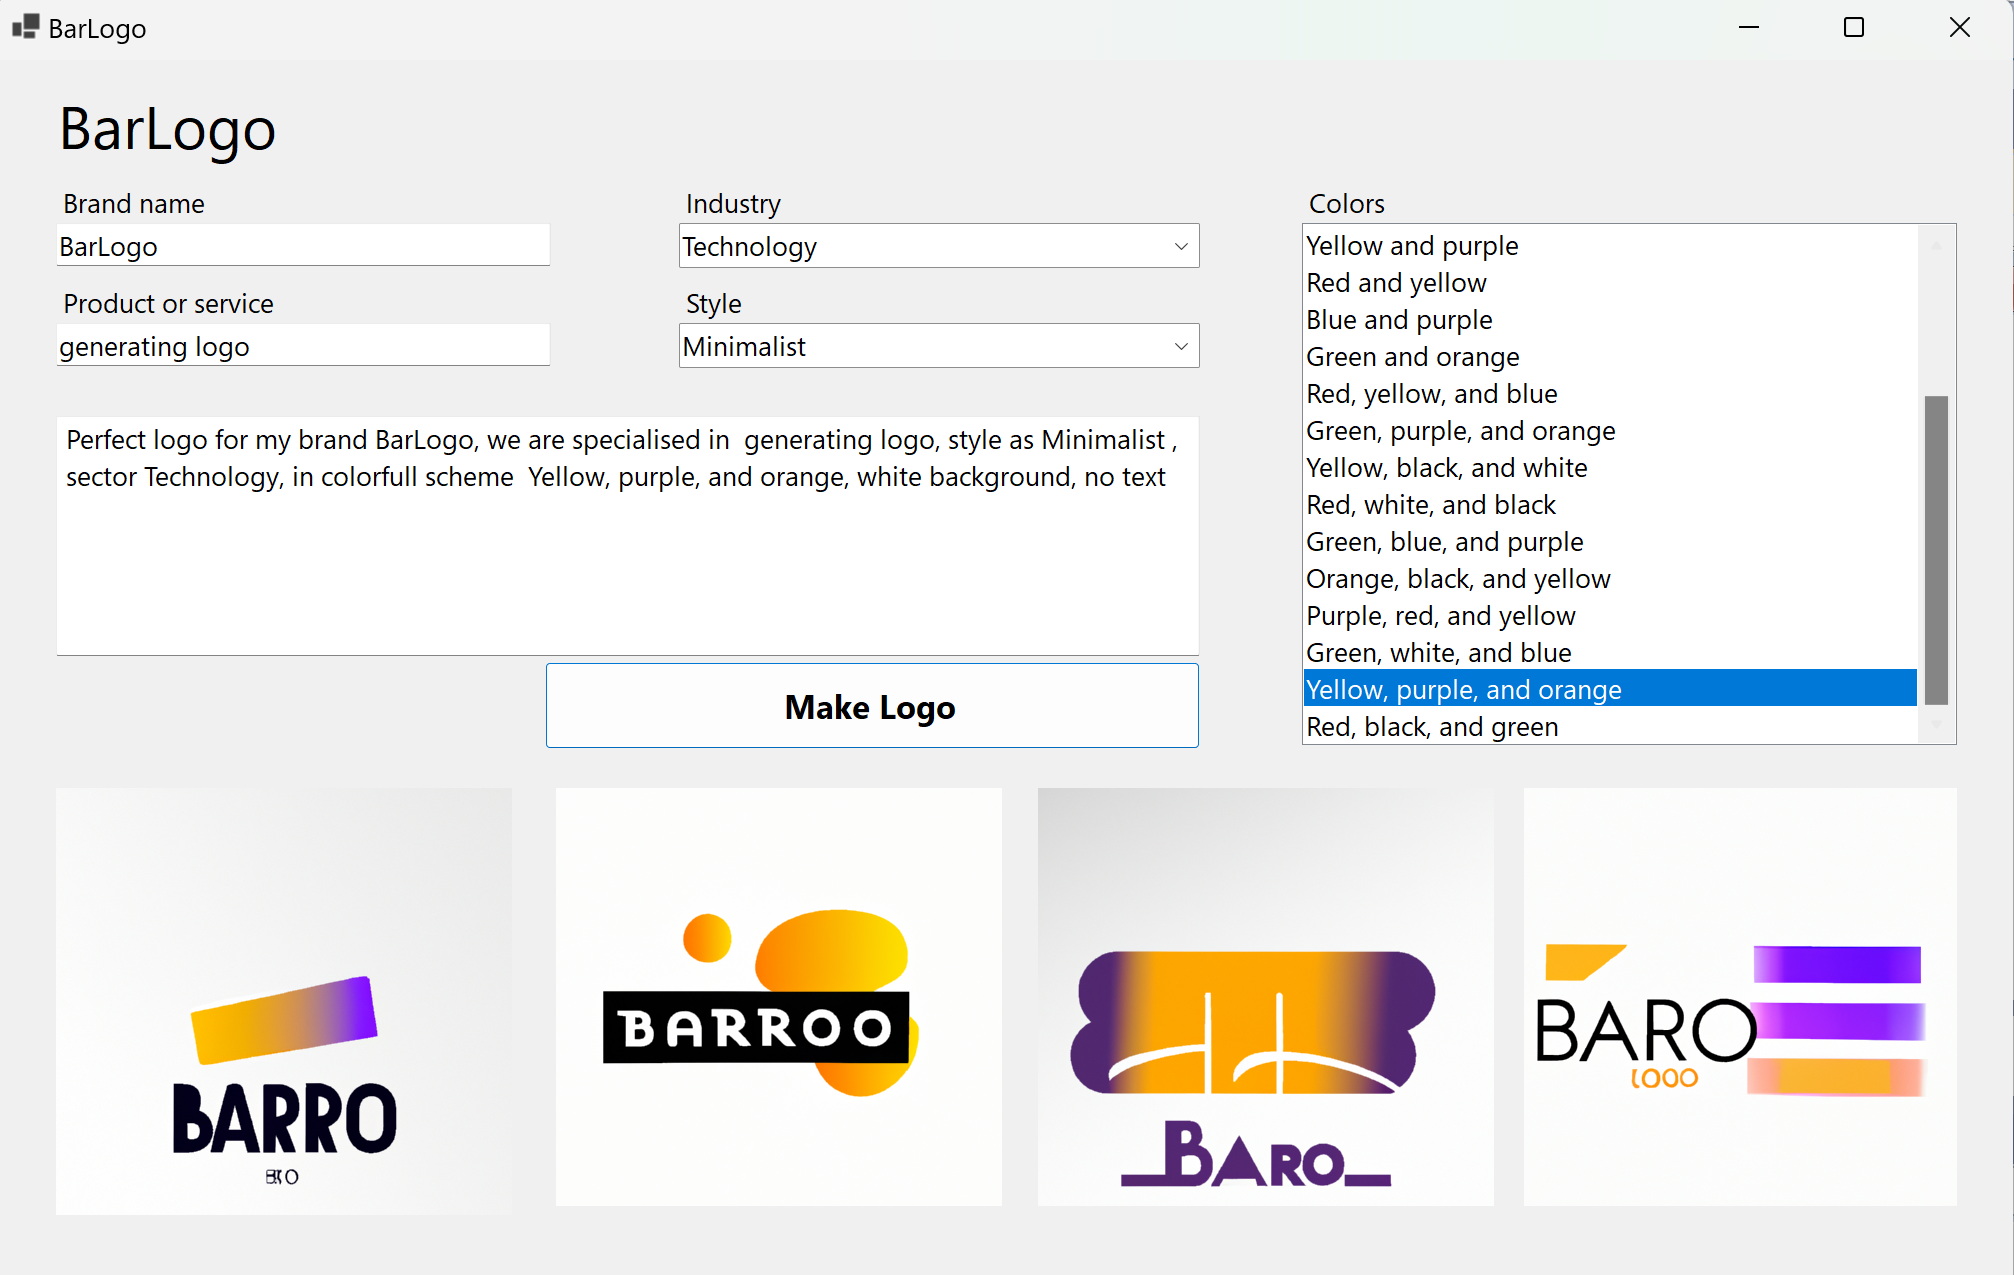 BarLogo
BarLogo
Brand name
BarLogo
Industry
Technology
Product or service
generating logo
Style
Minimalist
Perfect logo for my brand BarLogo, we are specialised in  generating logo, style as Minimalist ,
sector Technology, in colorfull scheme  Yellow, purple, and orange, white background, no text
Make Logo
Colors
Yellow and purple
Red and yellow
Blue and purple
Green and orange
Red, yellow, and blue
Green, purple, and orange
Yellow, black, and white
Red, white, and black
Green, blue, and purple
Orange, black, and yellow
Purple, red, and yellow
Green, white, and blue
Yellow, purple, and orange
Red, black, and green
BARRO
BARROO
BARO
BARO
LOGO